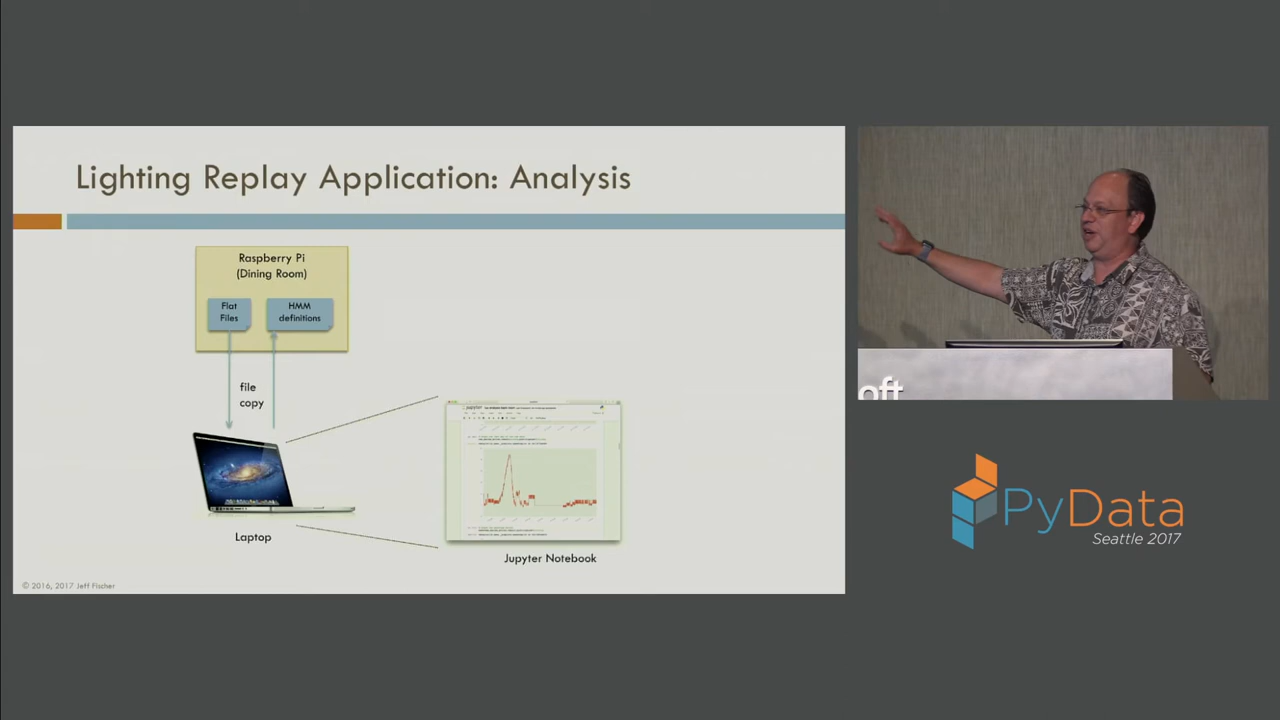 Lighting Replay Application: Analysis
Raspberry Pi
(Dining Room)
Flat
Files
HMM
definitions
file
copy
Laptop
Jupyter Notebook
© 2016, 2017 Jeff Fischer
oft
PyData
Seattle 2017